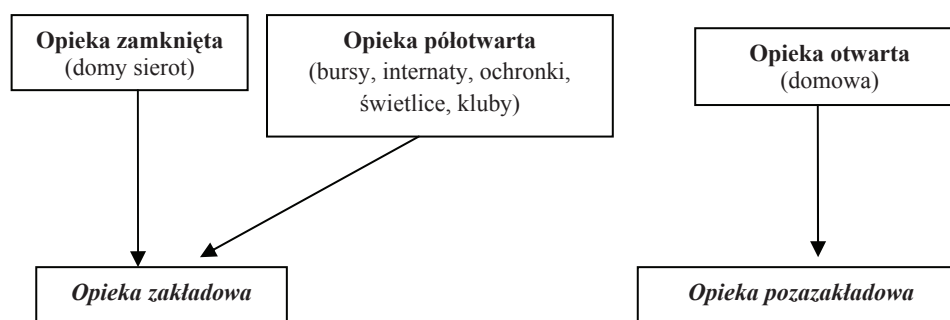 Opieka zamknięta
(domy sierot)
Opieka półotwarta
(bursy, internaty, ochronki,
świetlice, kluby)
Opieka otwarta
(domowa)
Opieka zakładowa
Opieka pozazakładowa